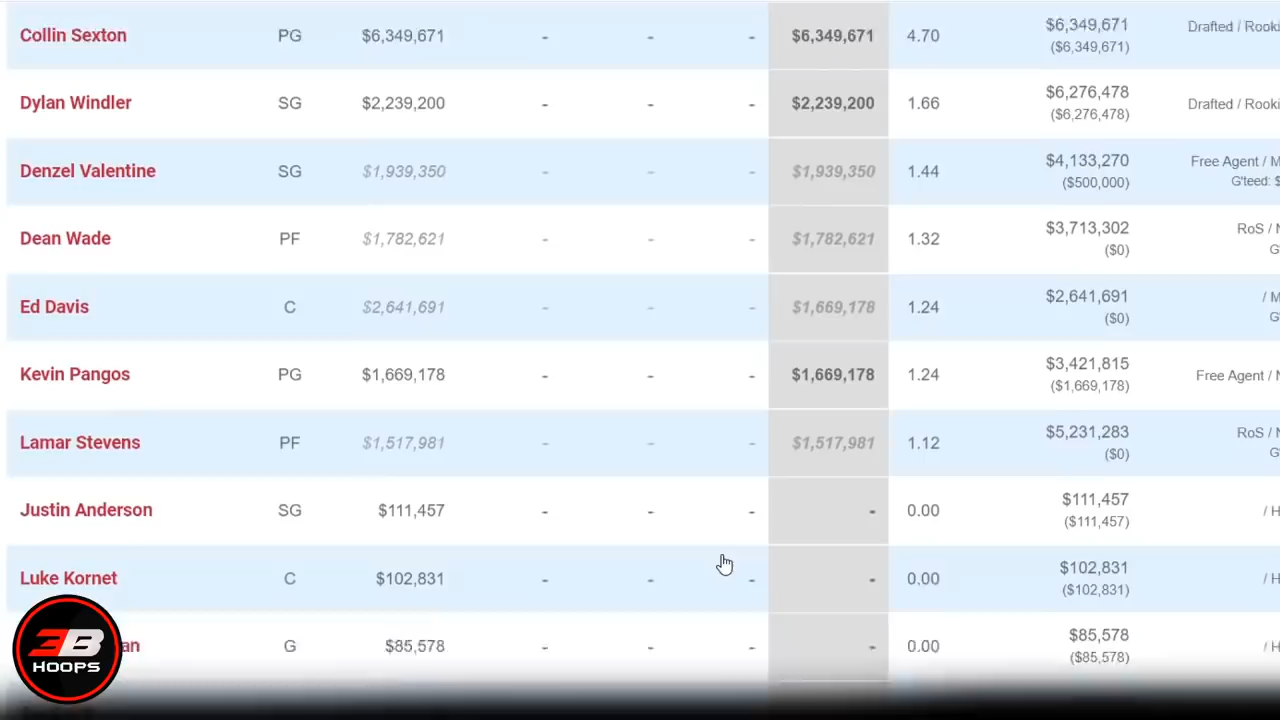 Collin Sexton PG $6,349,671 - - - $6,349,671 4.70 $6,349,671 ($6,349,671) Drafted / Rooki
Dylan Windler SG $2,239,200 - - - $2,239,200 1.66 $6,276,478 ($6,276,478) Drafted / Rooki
Denzel Valentine SG $1,939,350 - - - $1,939,350 1.44 $4,133,270 ($500,000) Free Agent / M G'teed: $
Dean Wade PF $1,782,621 - - - $1,782,621 1.32 $3,713,302 ($0) RoS / N G
Ed Davis C $2,641,691 - - - $1,669,178 1.24 $2,641,691 ($0) / M G
Kevin Pangos PG $1,669,178 - - - $1,669,178 1.24 $3,421,815 ($1,669,178) Free Agent / N
Lamar Stevens PF $1,517,981 - - - $1,517,981 1.12 $5,231,283 ($0) RoS / N G
Justin Anderson SG $111,457 - - - - 0.00 $111,457 ($111,457) / H
Luke Kornet C $102,831 - - - - 0.00 $102,831 ($102,831) / H
an G $85,578 - - - - 0.00 $85,578 ($85,578) / H
3B
HOOPS